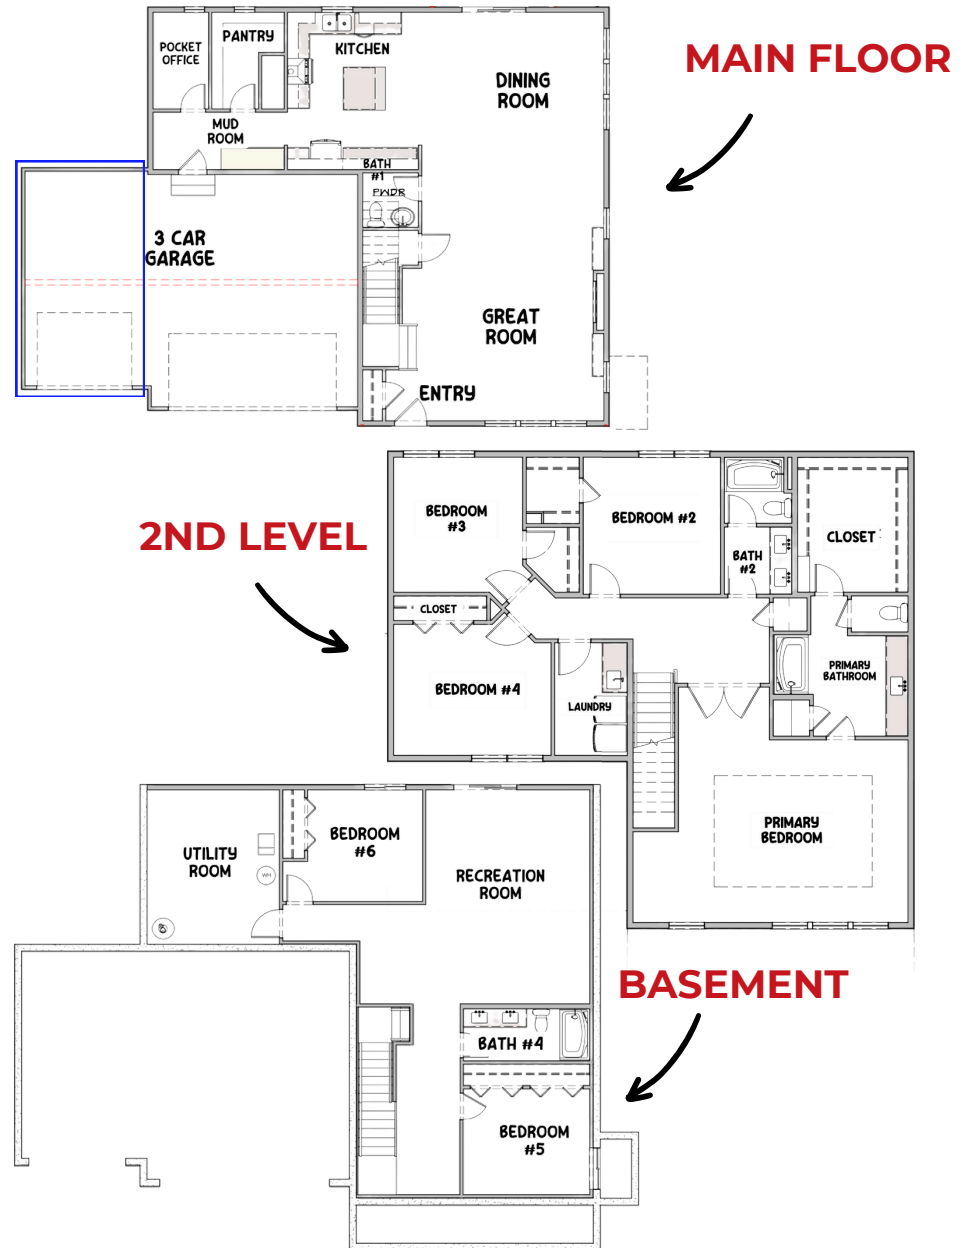 MAIN FLOOR
POCKET
OFFICE
PANTRY
KITCHEN
DINING
ROOM
MUD
ROOM
BATH
#1
PWDR
3 CAR
GARAGE
GREAT
ROOM
ENTRY
2ND LEVEL
BEDROOM
#3
BEDROOM #2
BATH
#2
CLOSET
CLOSET
BEDROOM #4
LAUNDRY
PRIMARY
BATHROOM
PRIMARY
BEDROOM
BASEMENT
UTILITY
ROOM
WH
BEDROOM
#6
RECREATION
ROOM
BATH #4
BEDROOM
#5